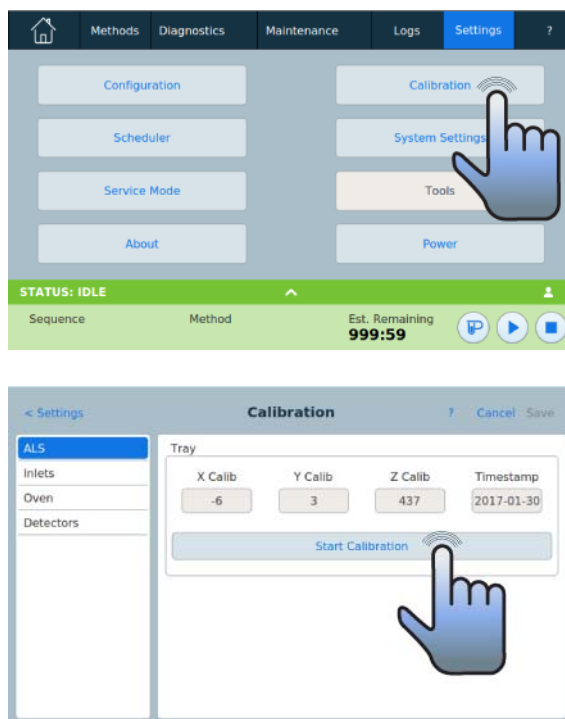 Methods Diagnostics Maintenance Logs Settings ?
Configuration Calibration
Scheduler System Settings
Service Mode Tools
About Power
STATUS: IDLE
Sequence Method Est. Remaining
999:59
< Settings Calibration ? Cancel Save
ALS
Inlets
Oven
Detectors
Tray
X Calib Y Calib Z Calib Timestamp
-6 3 437 2017-01-30
Start Calibration